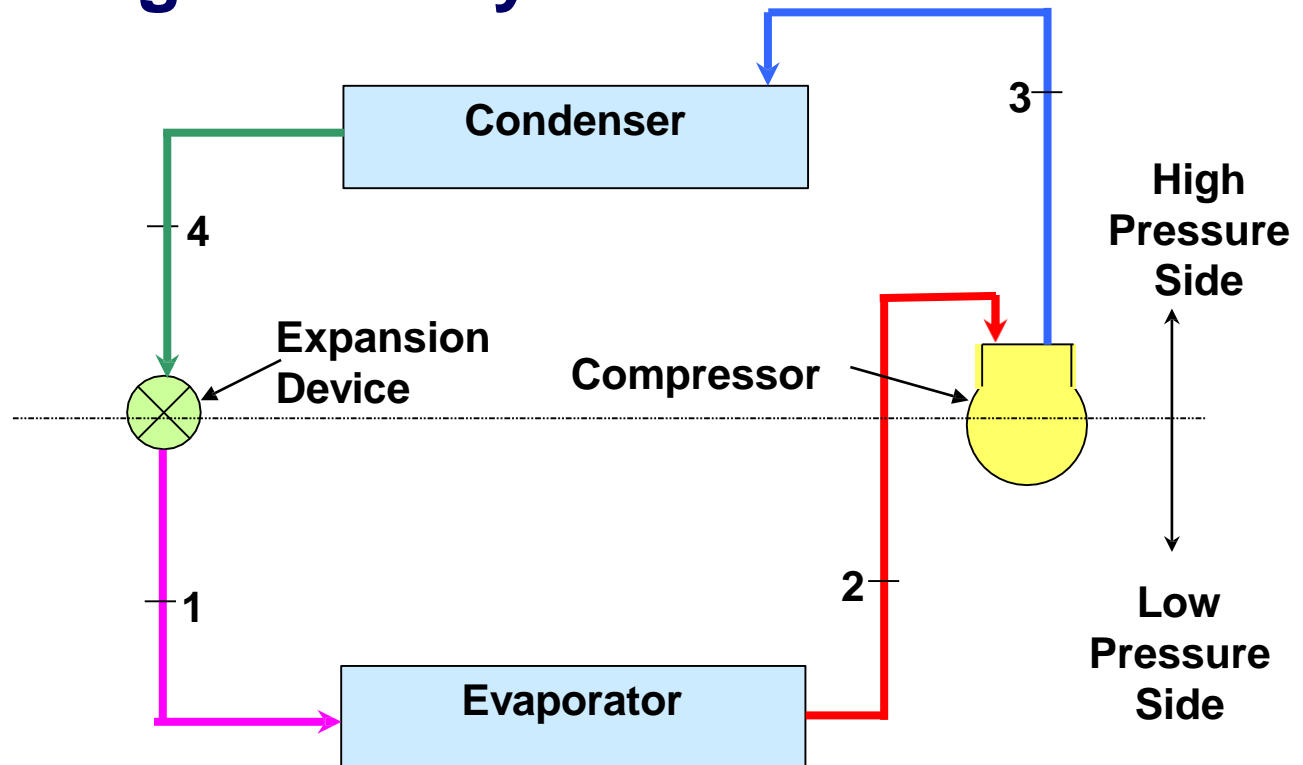 Condenser
3
High
Pressure
Side
4
Expansion
Device
Compressor
1
2
Low
Pressure
Side
Evaporator